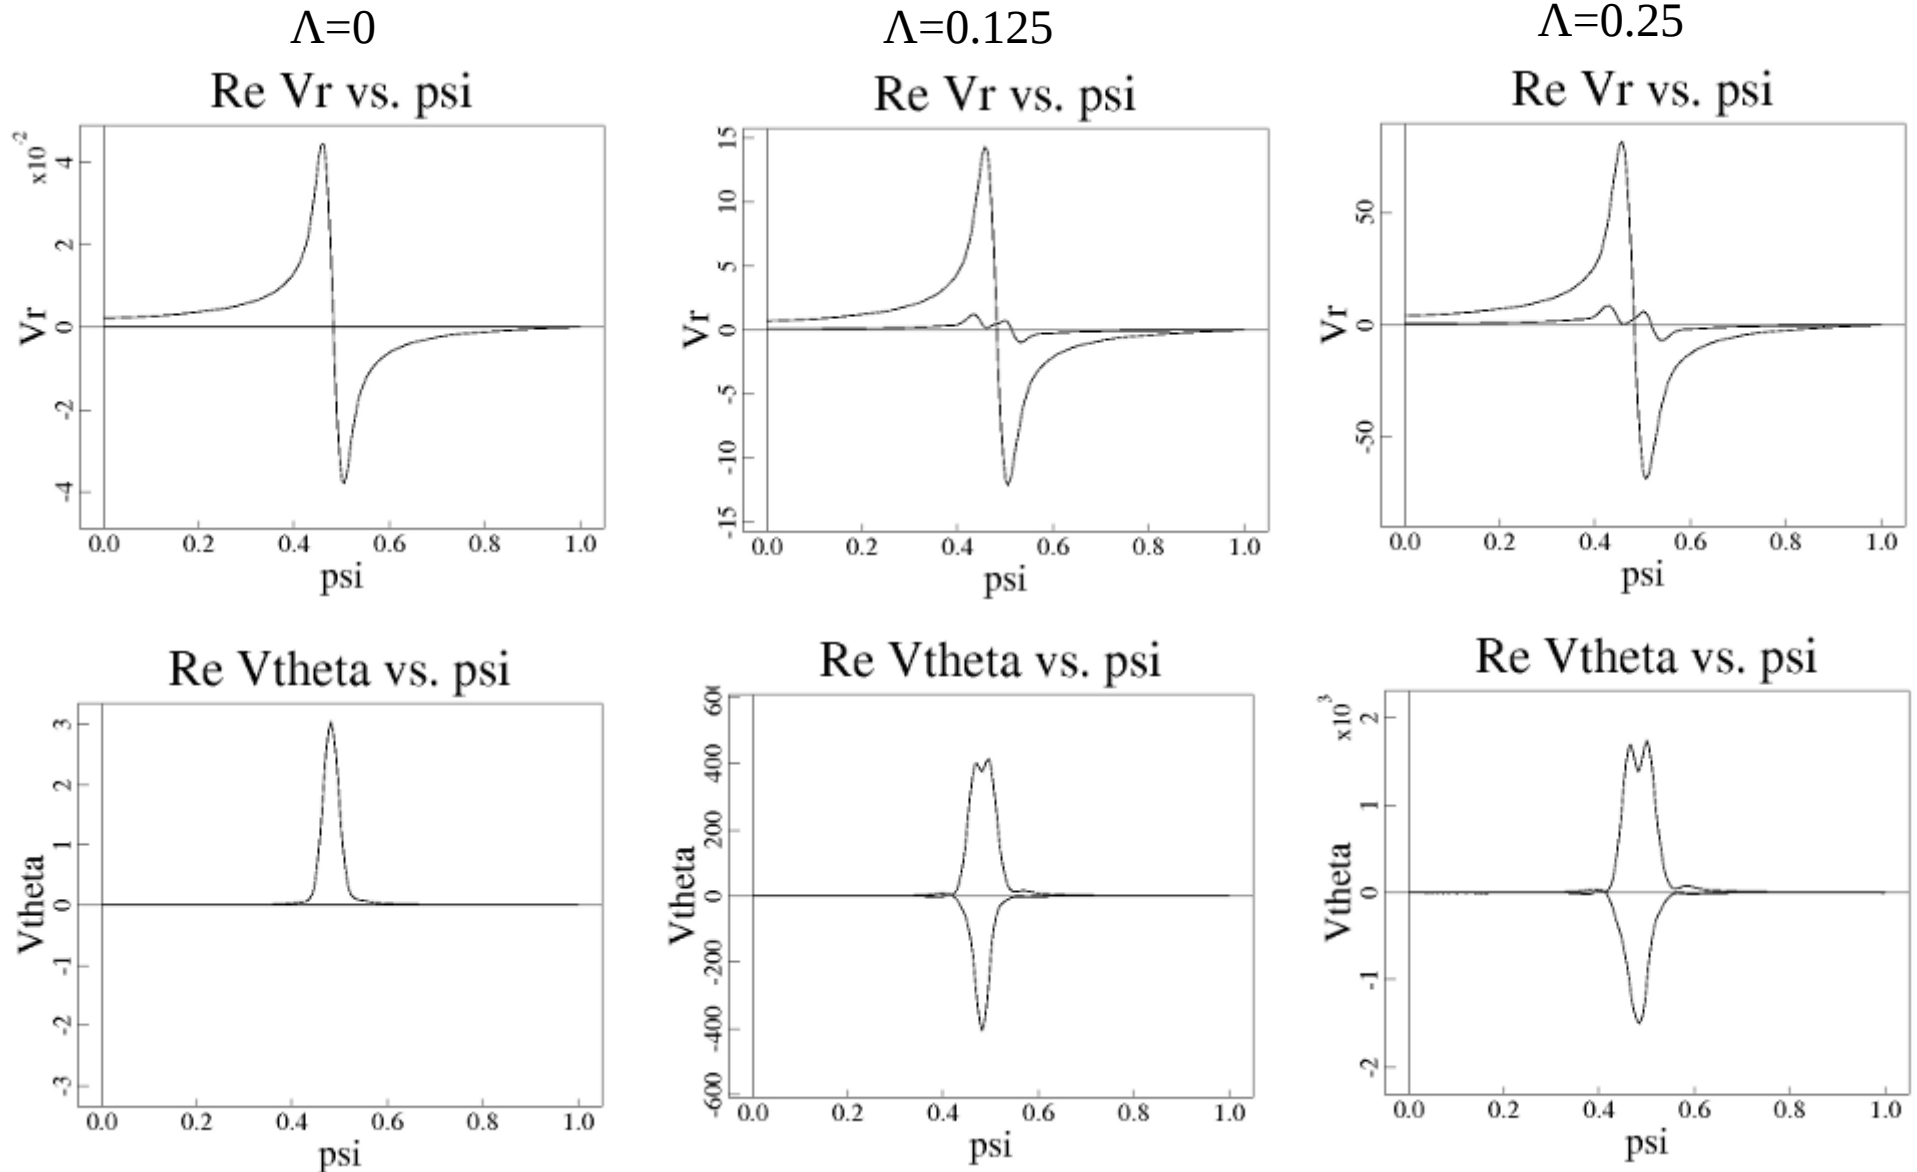 Λ=0
Λ=0.125
Λ=0.25
Re Vr vs. psi
x10⁻²
4
2
0
-2
-4
Vr
0.0 0.2 0.4 0.6 0.8 1.0
psi
Re Vr vs. psi
15
10
5
0
-5
-10
-15
Vr
0.0 0.2 0.4 0.6 0.8 1.0
psi
Re Vr vs. psi
50
0
-50
Vr
0.0 0.2 0.4 0.6 0.8 1.0
psi
Re Vtheta vs. psi
3
2
1
0
-1
-2
-3
Vtheta
0.0 0.2 0.4 0.6 0.8 1.0
psi
Re Vtheta vs. psi
400
200
0
-200
-400
-600
Vtheta
0.0 0.2 0.4 0.6 0.8 1.0
psi
Re Vtheta vs. psi
x10³
2
1
0
-1
-2
Vtheta
0.0 0.2 0.4 0.6 0.8 1.0
psi